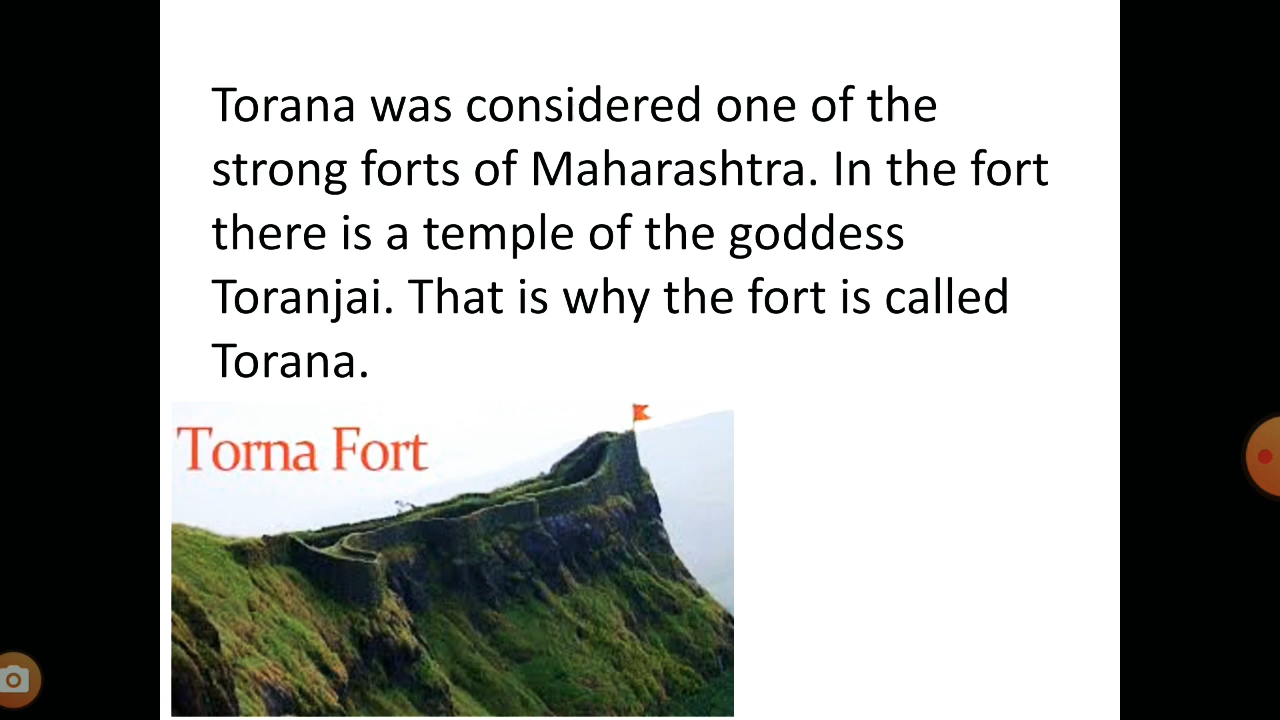 Torana was considered one of the
strong forts of Maharashtra. In the fort
there is a temple of the goddess
Toranjai. That is why the fort is called
Torana.
Torna Fort